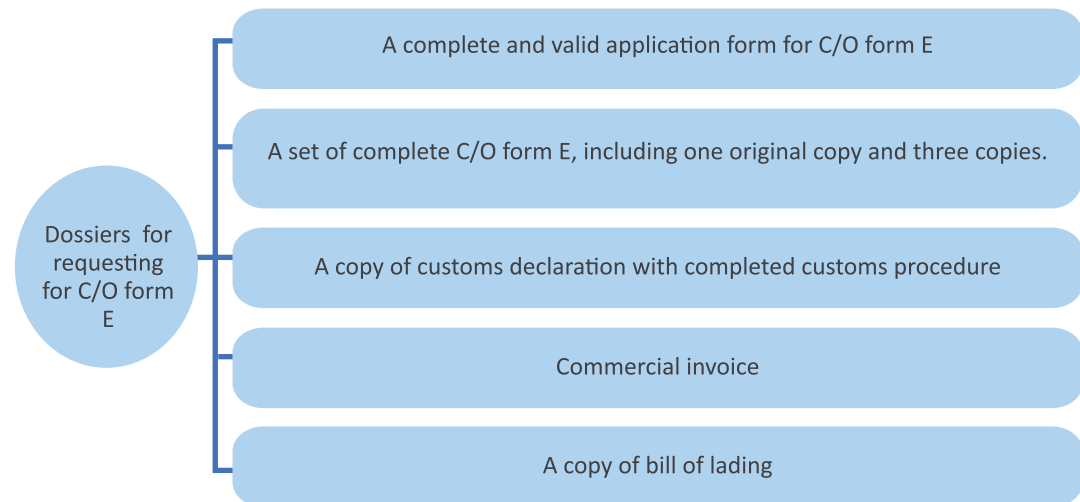 Dossiers for
requesting
for C/O form
E
A complete and valid application form for C/O form E
A set of complete C/O form E, including one original copy and three copies.
A copy of customs declaration with completed customs procedure
Commercial invoice
A copy of bill of lading